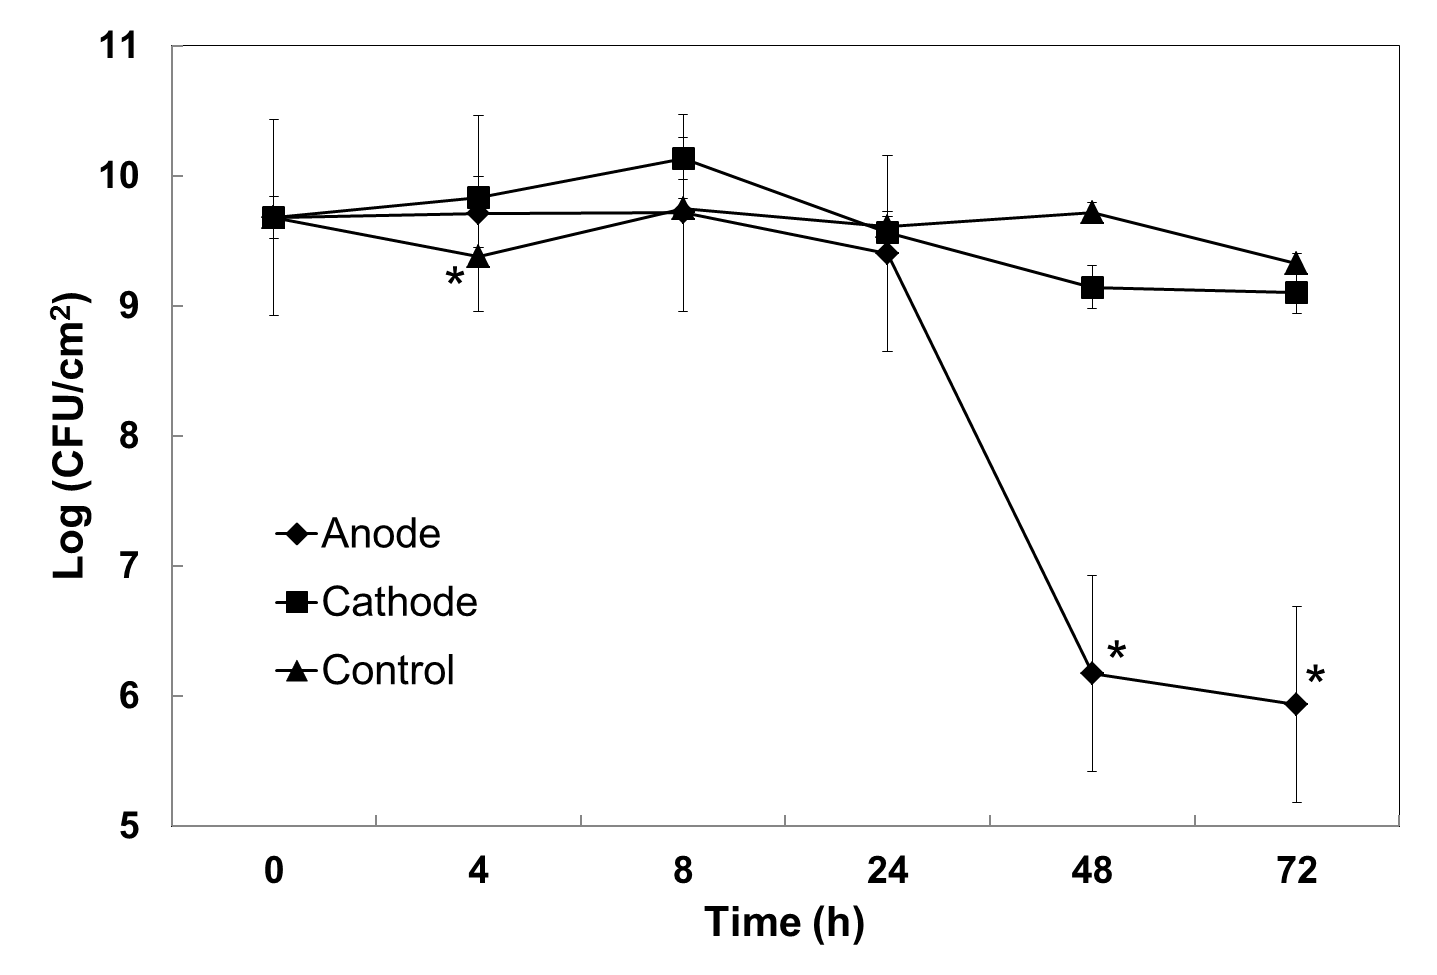 11
10
9
8
7
6
5
Log (CFU/cm²)
*
*
*
Anode
Cathode
Control
0 4 8 24 48 72
Time (h)